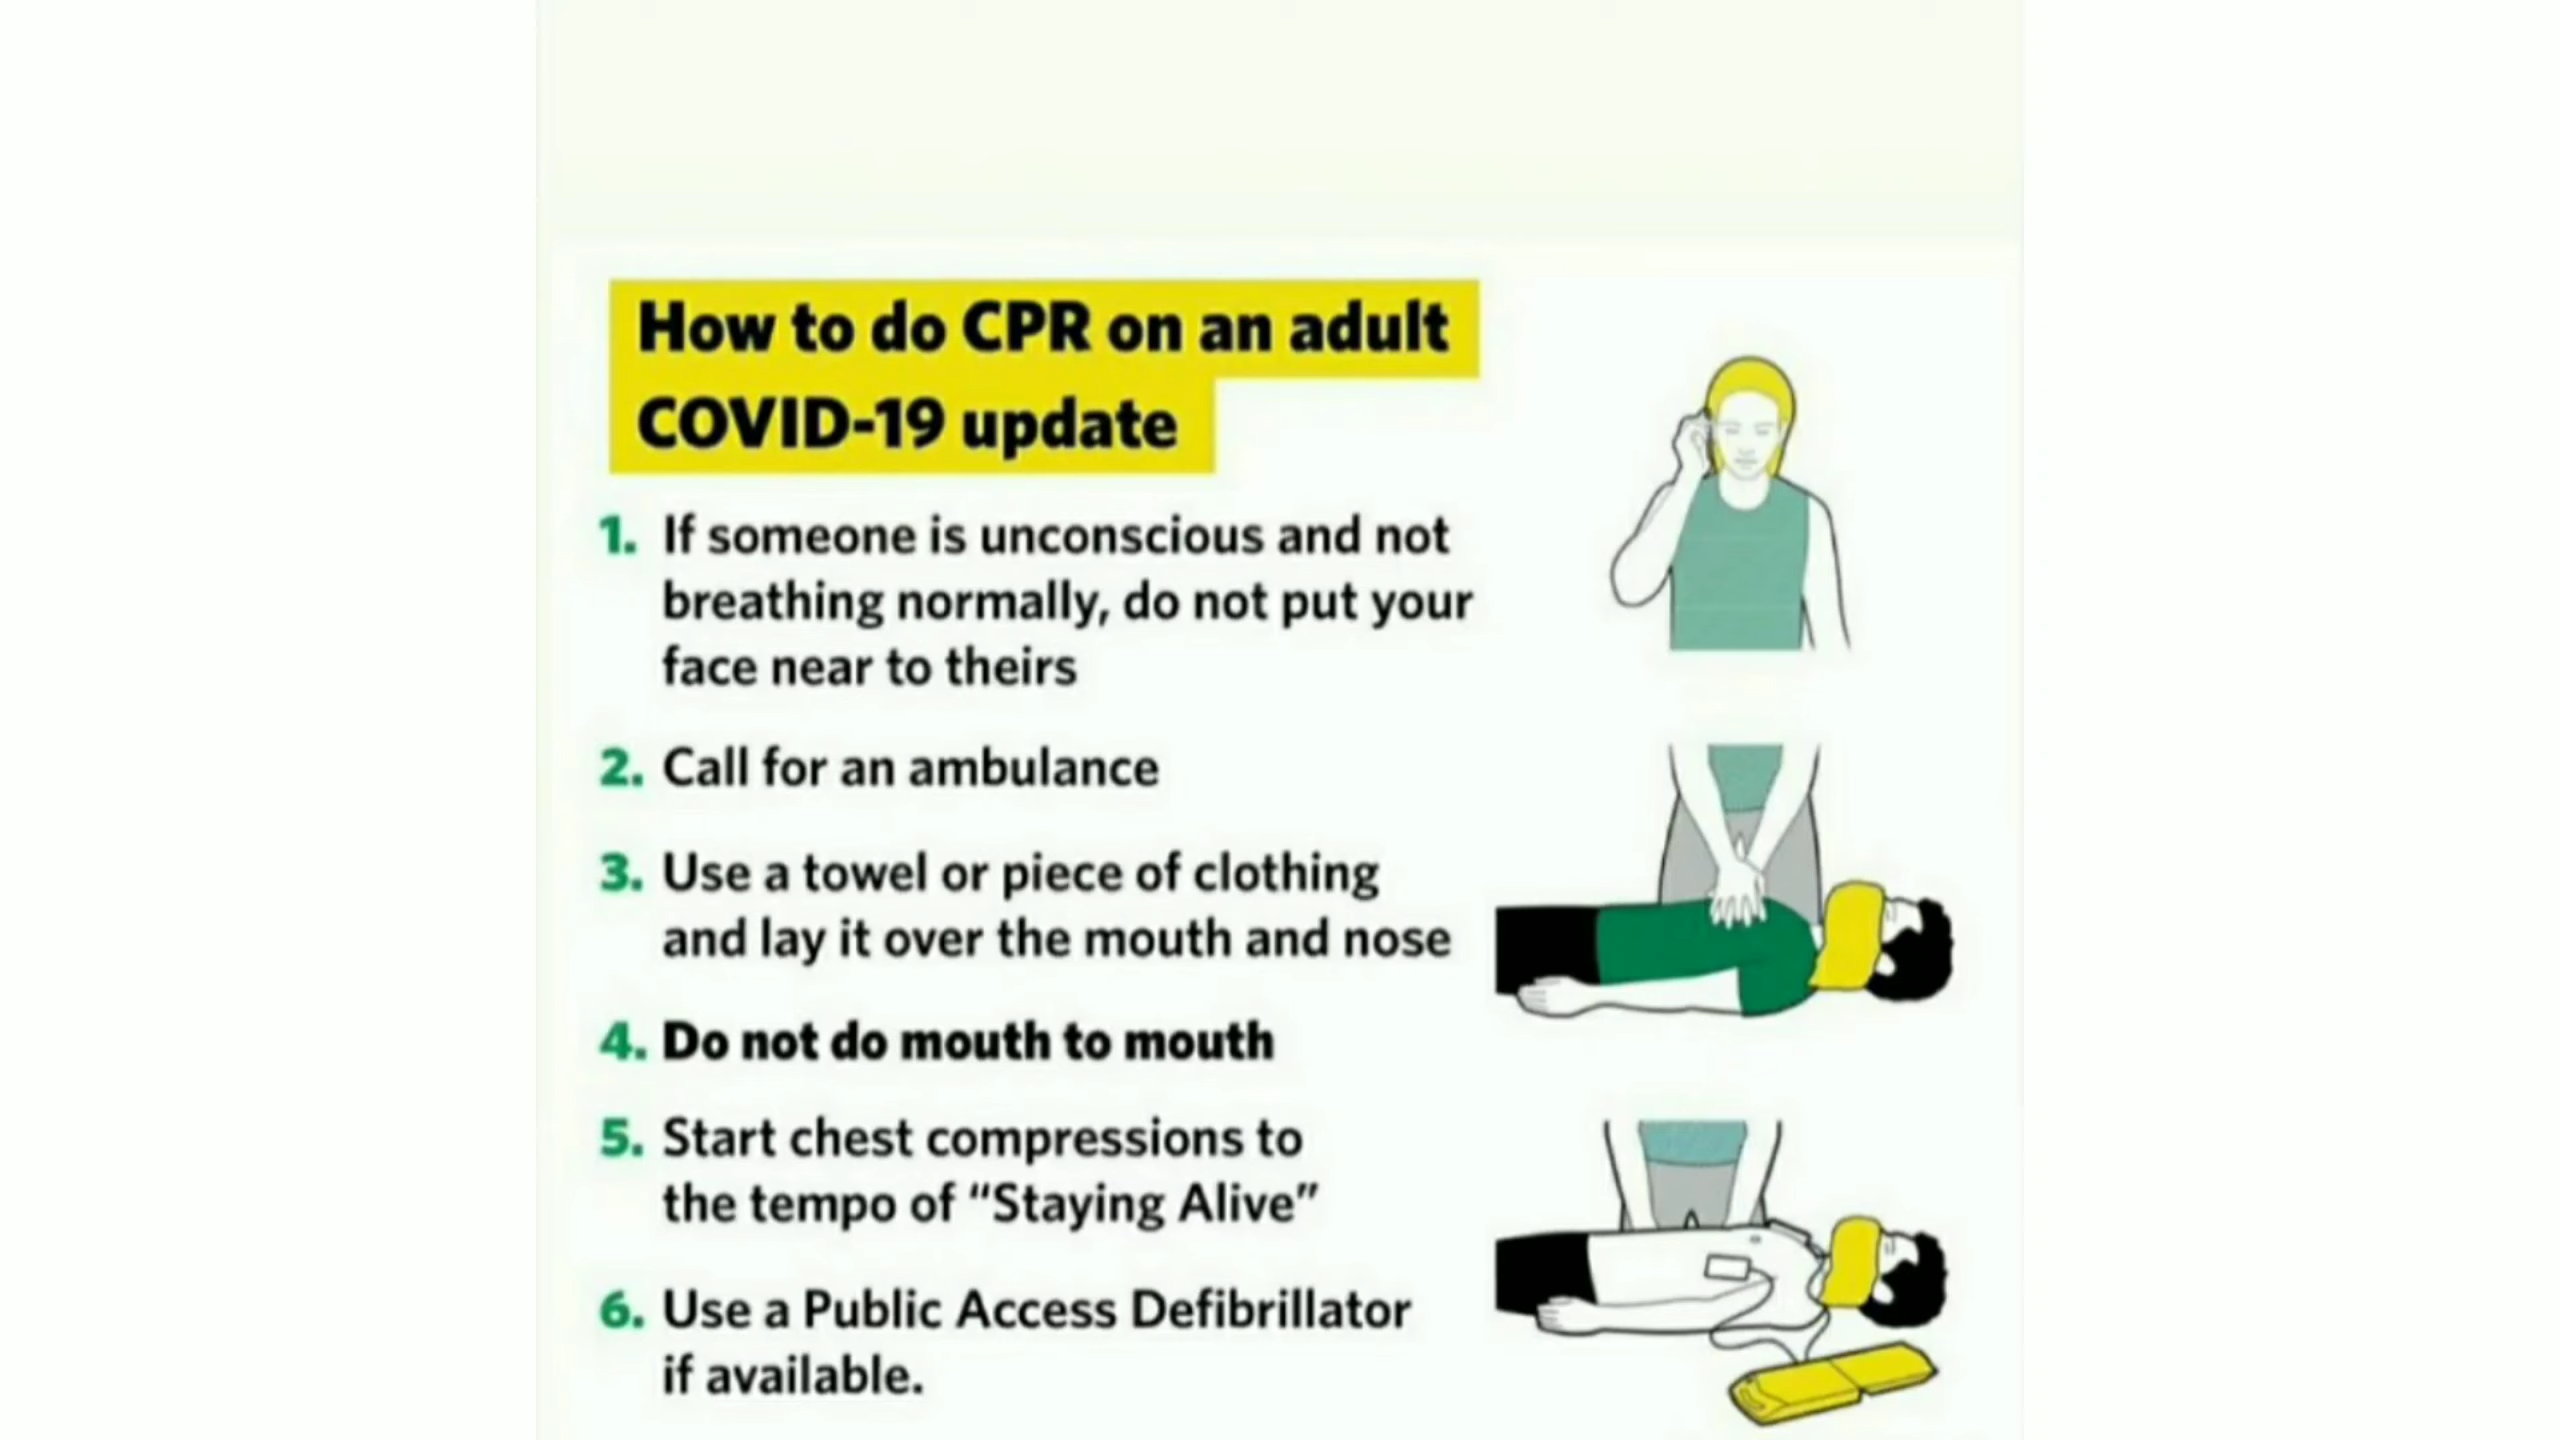 How to do CPR on an adult
COVID-19 update
1. If someone is unconscious and not
breathing normally, do not put your
face near to theirs
2. Call for an ambulance
3. Use a towel or piece of clothing
and lay it over the mouth and nose
4. Do not do mouth to mouth
5. Start chest compressions to
the tempo of “Staying Alive”
6. Use a Public Access Defibrillator
if available.